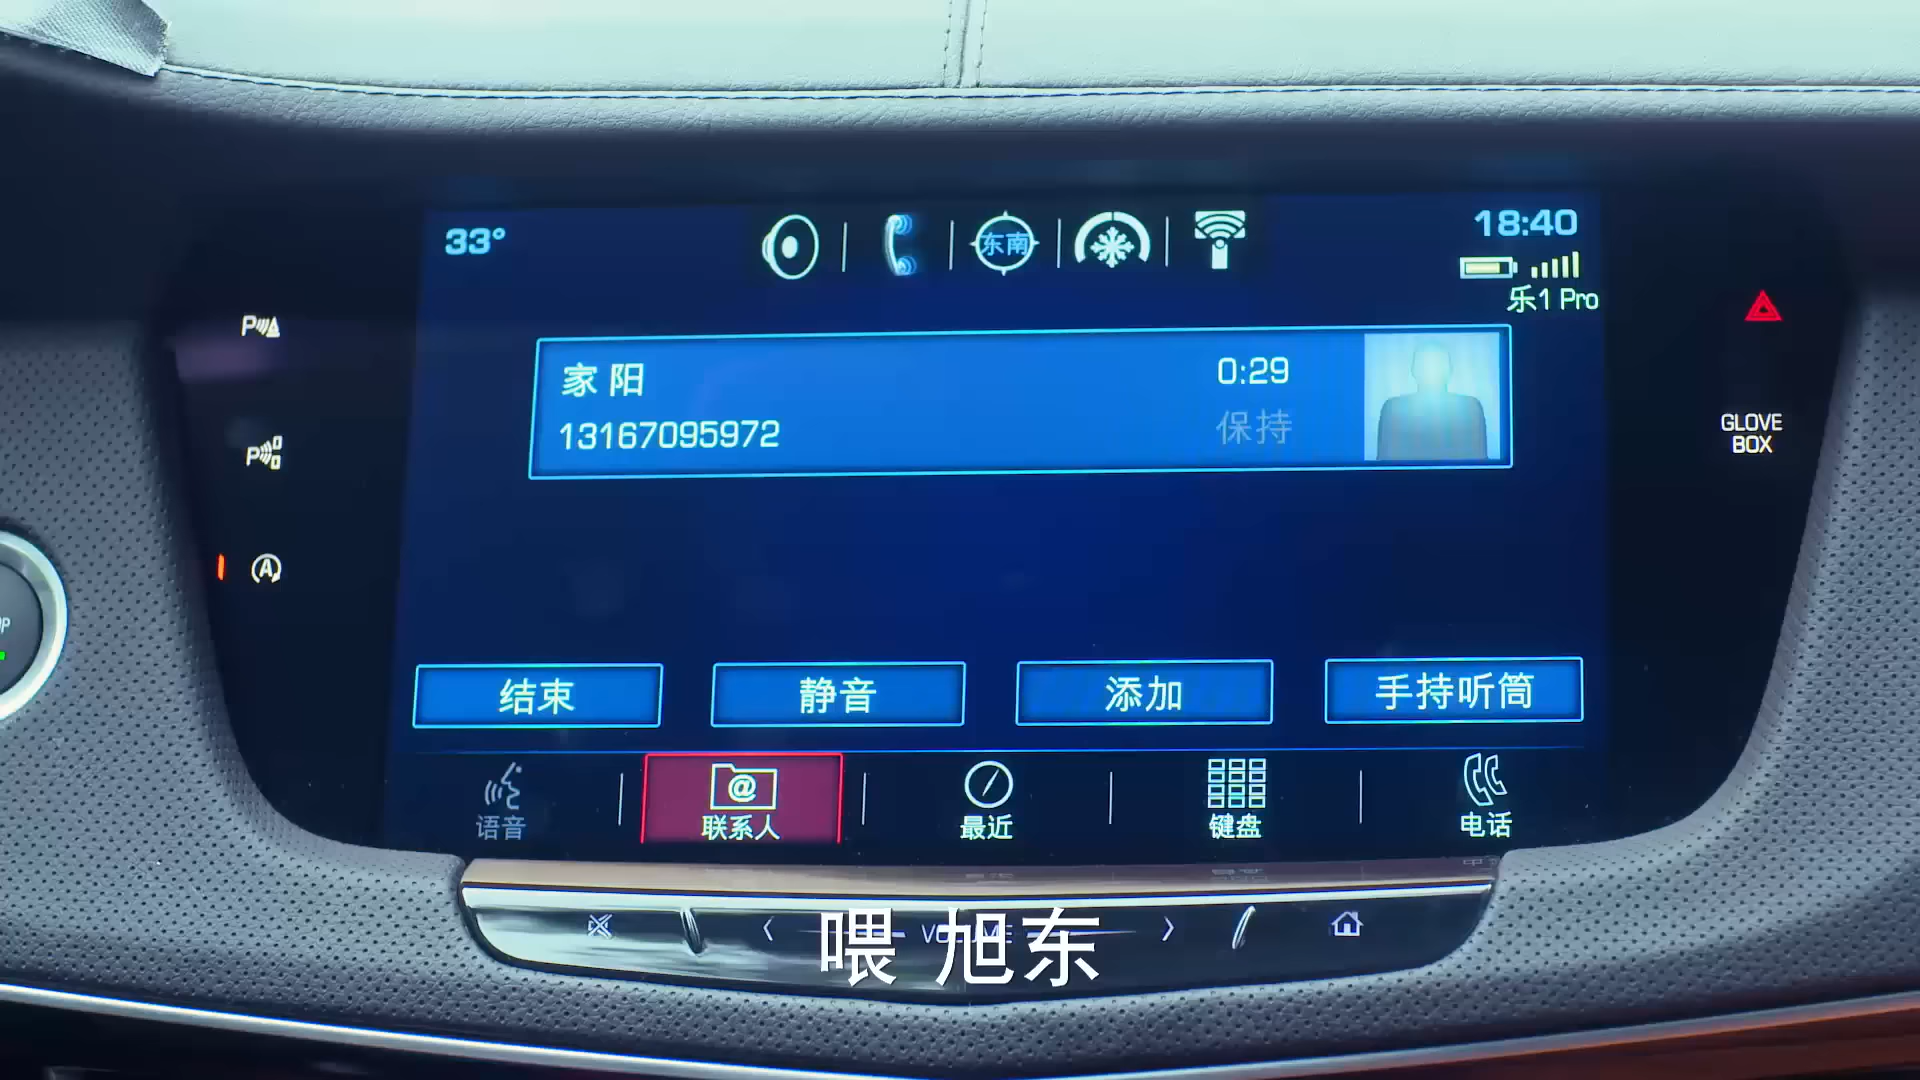 33°
东南
18:40
乐1 Pro
家 阳
0:29
13167095972
保持
GLOVE
BOX
结束
静音
添加
手持听筒
语音
联系人
最近
键盘
电话
喂 旭东